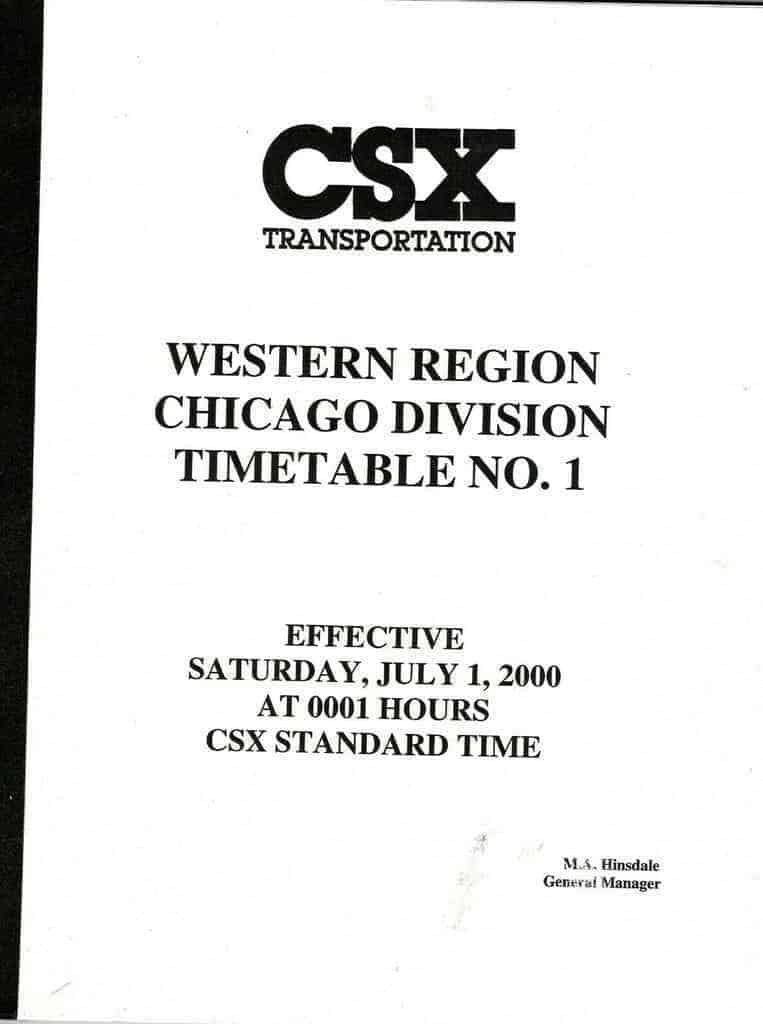 CSX
TRANSPORTATION
WESTERN REGION
CHICAGO DIVISION
TIMETABLE NO. 1
EFFECTIVE
SATURDAY, JULY 1, 2000
AT 0001 HOURS
CSX STANDARD TIME
M.A. Hinsdale
General Manager